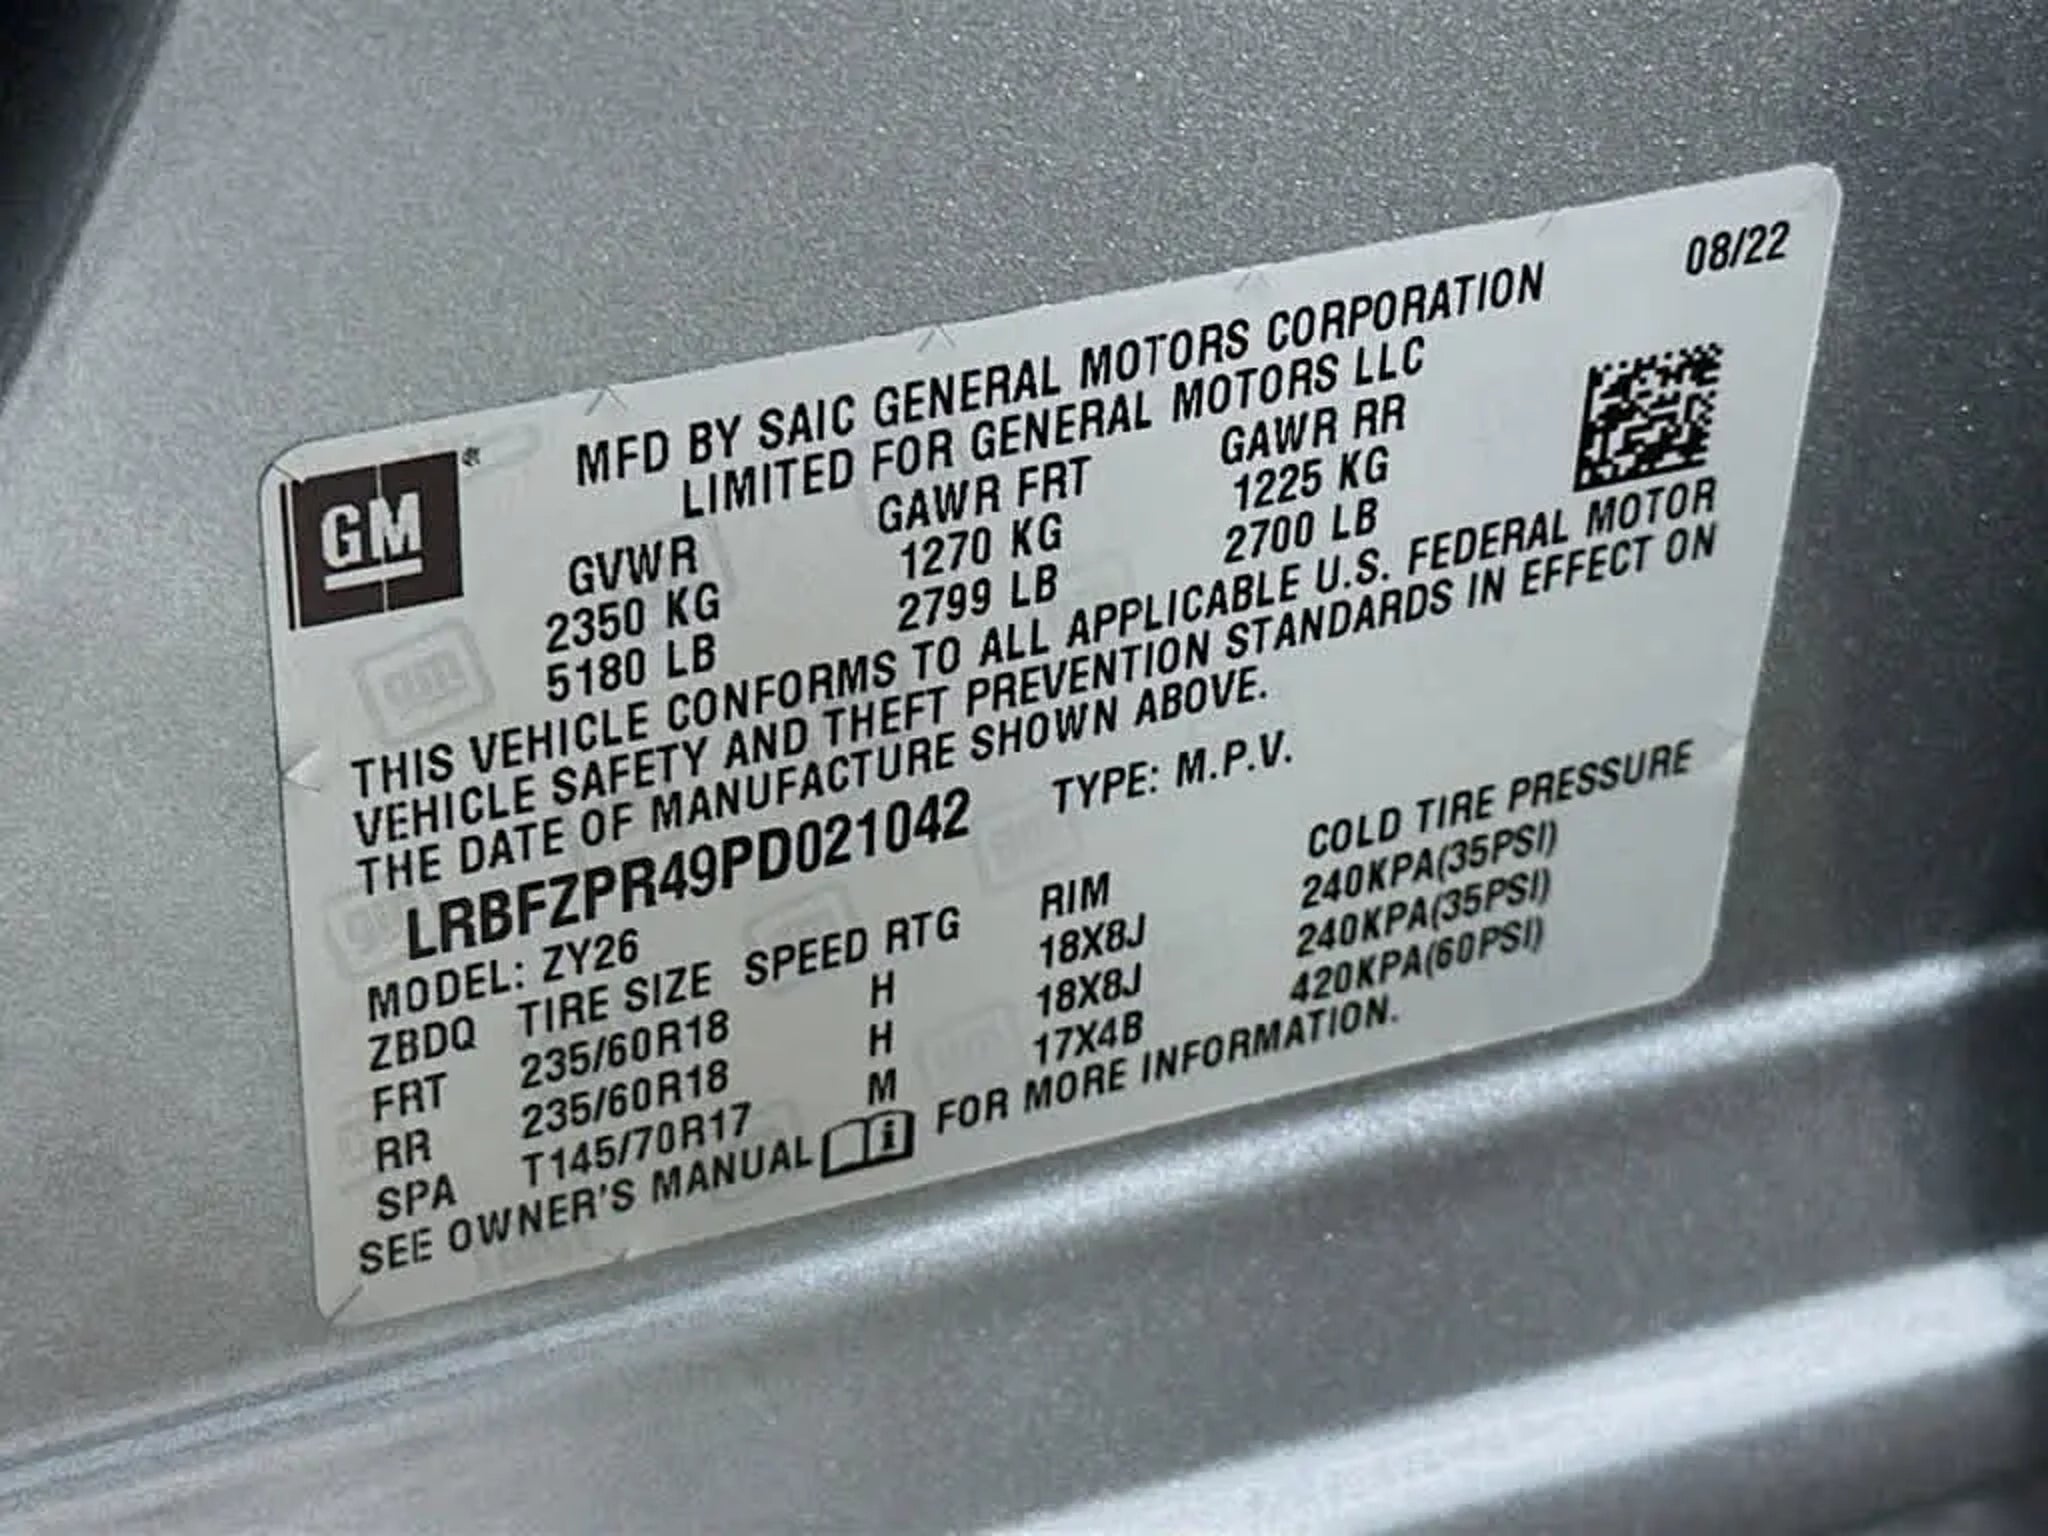 08/22
GM
MFD BY SAIC GENERAL MOTORS CORPORATION
LIMITED FOR GENERAL MOTORS LLC
GVWR GAWR FRT GAWR RR
2350 KG 1270 KG 1225 KG
5180 LB 2799 LB 2700 LB
THIS VEHICLE CONFORMS TO ALL APPLICABLE U.S. FEDERAL MOTOR
VEHICLE SAFETY AND THEFT PREVENTION STANDARDS IN EFFECT ON
THE DATE OF MANUFACTURE SHOWN ABOVE.
LRBFZPR49PD021042 TYPE: M.P.V.
MODEL: ZY26
ZBDQ TIRE SIZE SPEED RTG RIM COLD TIRE PRESSURE
FRT 235/60R18 H 18X8J 240KPA(35PSI)
RR 235/60R18 H 18X8J 240KPA(35PSI)
SPA T145/70R17 M 17X4B 420KPA(60PSI)
SEE OWNER'S MANUAL FOR MORE INFORMATION.